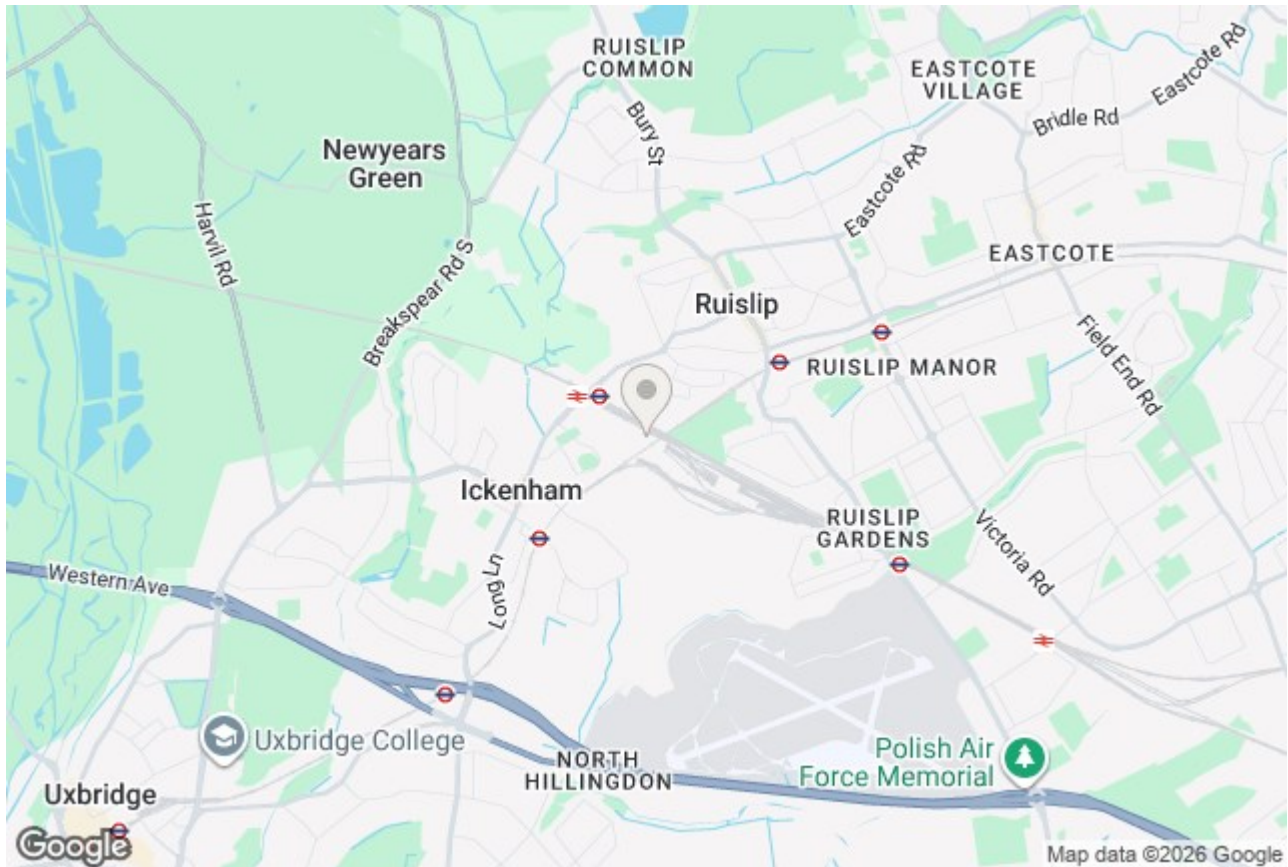 RUISLIP
COMMON
EASTCOTE
VILLAGE
Eastcote Rd
Bridle Rd
Bury St
Newyears
Green
Eastcote Rd
Harvil Rd
Breakspear Rd S
EASTCOTE
Ruislip
RUISLIP MANOR
Field End Rd
Ickenham
RUISLIP
GARDENS
Victoria Rd
Western Ave
Long Ln
Uxbridge College
NORTH
HILLINGDON
Polish Air
Force Memorial
Uxbridge
Google
Map data ©2026 Google